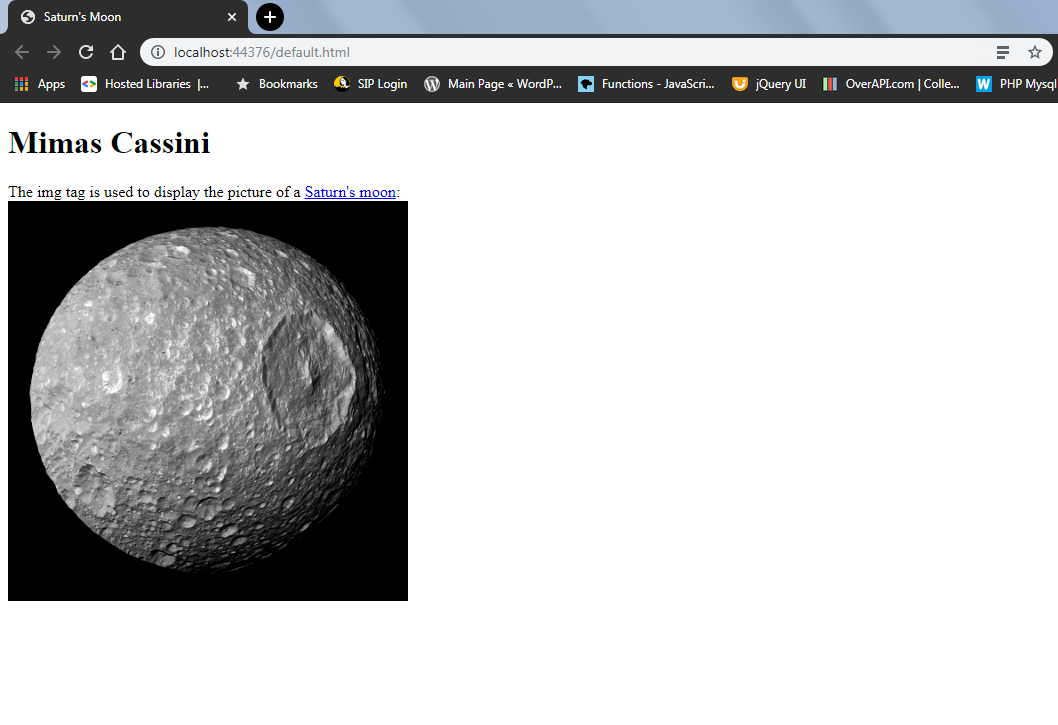 Saturn's Moon
localhost:44376/default.html
Apps Hosted Libraries |... Bookmarks SIP Login Main Page « WordP... Functions - JavaScri... jQuery UI OverAPI.com | Colle... PHP Mysql
Mimas Cassini
The img tag is used to display the picture of a Saturn's moon: